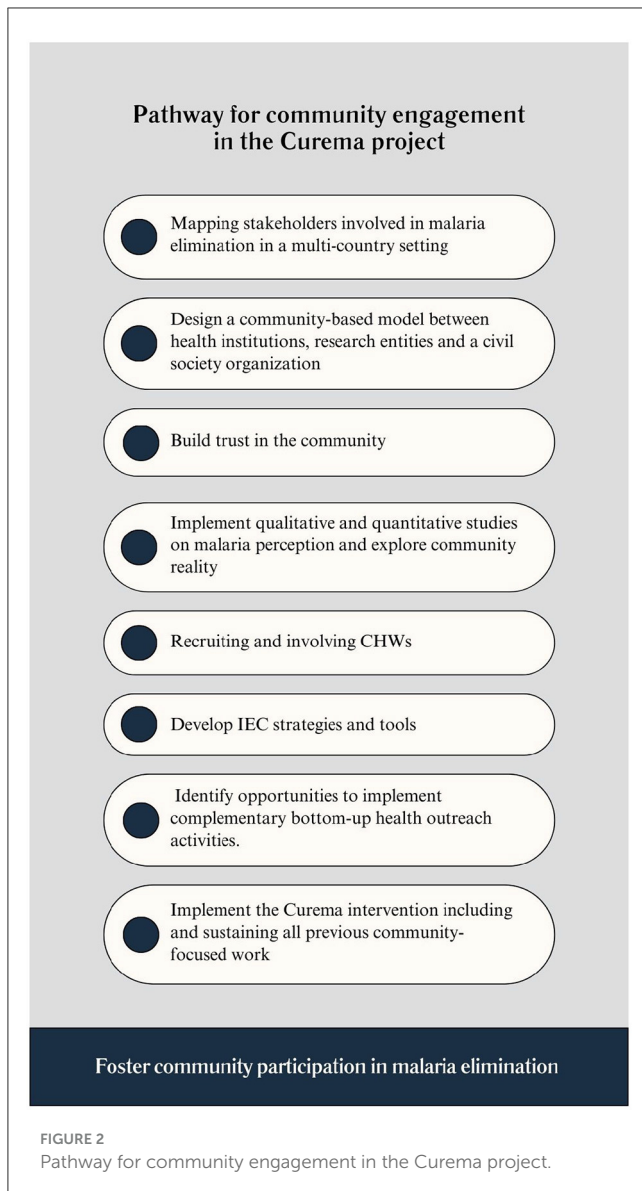 Pathway for community engagement
in the Curema project
Mapping stakeholders involved in malaria
elimination in a multi-country setting
Design a community-based model between
health institutions, research entities and a civil
society organization
Build trust in the community
Implement qualitative and quantitative studies
on malaria perception and explore community
reality
Recruiting and involving CHWs
Develop IEC strategies and tools
Identify opportunities to implement
complementary bottom-up health outreach
activities.
Implement the Curema intervention including
and sustaining all previous community-
focused work
Foster community participation in malaria elimination
FIGURE 2
Pathway for community engagement in the Curema project.